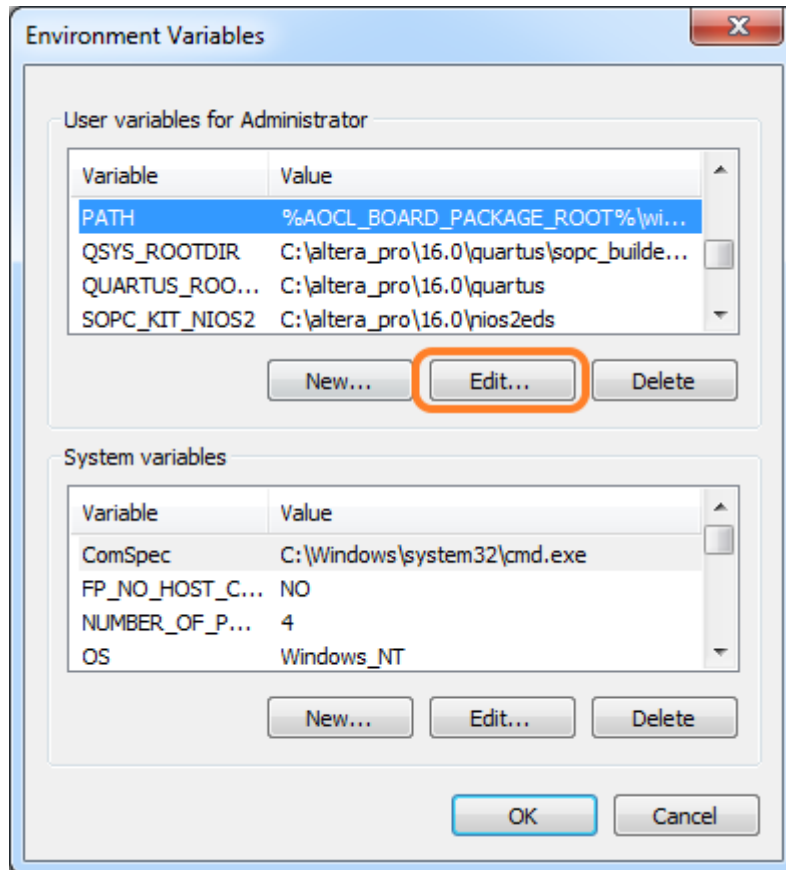 Environment Variables
User variables for Administrator
Variable Value
PATH %AOCL_BOARD_PACKAGE_ROOT%\wi...
QSYS_ROOTDIR C:\altera_pro\16.0\quartus\sopc_builde...
QUARTUS_ROO... C:\altera_pro\16.0\quartus
SOPC_KIT_NIOS2 C:\altera_pro\16.0\nios2eds
New... Edit... Delete
System variables
Variable Value
ComSpec C:\Windows\system32\cmd.exe
FP_NO_HOST_C... NO
NUMBER_OF_P... 4
OS Windows_NT
New... Edit... Delete
OK Cancel